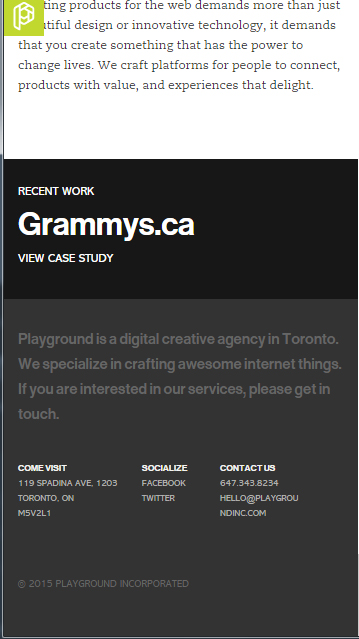 ting products for the web demands more than just
utiful design or innovative technology, it demands
that you create something that has the power to
change lives. We craft platforms for people to connect,
products with value, and experiences that delight.
RECENT WORK
Grammys.ca
VIEW CASE STUDY
Playground is a digital creative agency in Toronto.
We specialize in crafting awesome internet things.
If you are interested in our services, please get in
touch.
COME VISIT
119 SPADINA AVE, 1203
TORONTO, ON
M5V2L1
SOCIALIZE
FACEBOOK
TWITTER
CONTACT US
647.343.8234
HELLO@PLAYGROU
NDINC.COM
© 2015 PLAYGROUND INCORPORATED